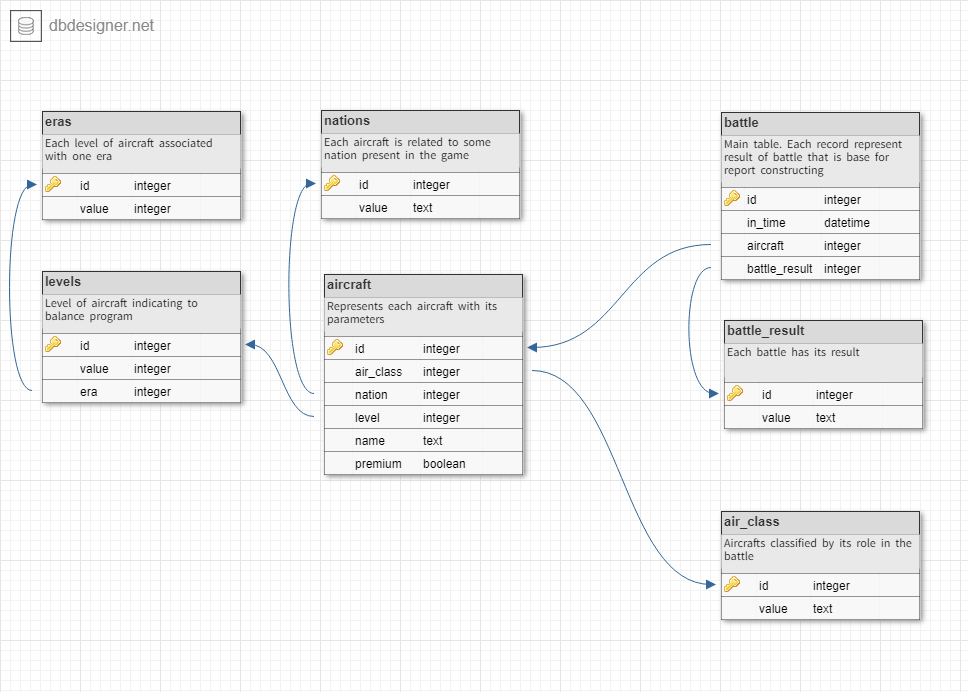 dbdesigner.net
eras
Each level of aircraft associated
with one era
id integer
value integer
nations
Each aircraft is related to some
nation present in the game
id integer
value text
battle
Main table. Each record represent
result of battle that is base for
report constructing
id integer
in_time datetime
aircraft integer
battle_result integer
levels
Level of aircraft indicating to
balance program
id integer
value integer
era integer
aircraft
Represents each aircraft with its
parameters
id integer
air_class integer
nation integer
level integer
name text
premium boolean
battle_result
Each battle has its result
id integer
value text
air_class
Aircrafts classified by its role in the
battle
id integer
value text